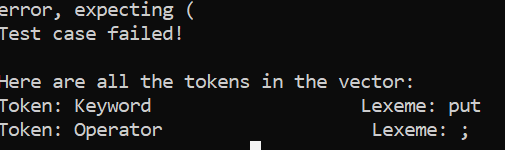 error, expecting (
Test case failed!
Here are all the tokens in the vector:
Token: Keyword Lexeme: put
Token: Operator Lexeme: ;